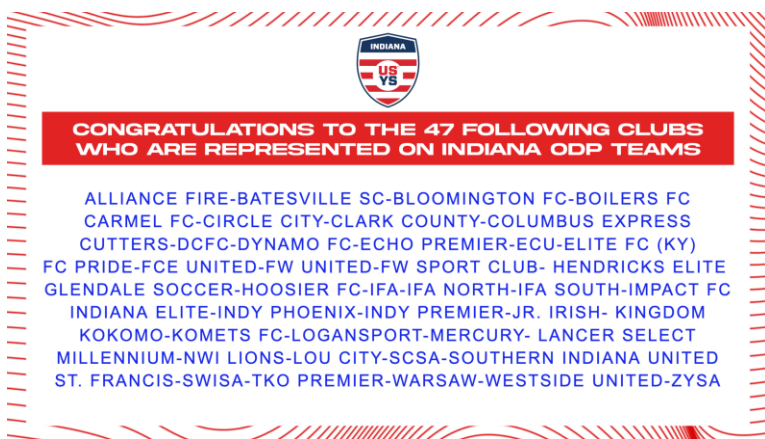 INDIANA
US
YS
CONGRATULATIONS TO THE 47 FOLLOWING CLUBS
WHO ARE REPRESENTED ON INDIANA ODP TEAMS
ALLIANCE FIRE-BATESVILLE SC-BLOOMINGTON FC-BOILERS FC
CARMEL FC-CIRCLE CITY-CLARK COUNTY-COLUMBUS EXPRESS
CUTTERS-DCFC-DYNAMO FC-ECHO PREMIER-ECU-ELITE FC (KY)
FC PRIDE-FCE UNITED-FW UNITED-FW SPORT CLUB- HENDRICKS ELITE
GLENDALE SOCCER-HOOSIER FC-IFA-IFA NORTH-IFA SOUTH-IMPACT FC
INDIANA ELITE-INDY PHOENIX-INDY PREMIER-JR. IRISH- KINGDOM
KOKOMO-KOMETS FC-LOGANSPORT-MERCURY- LANCER SELECT
MILLENNIUM-NWI LIONS-LOU CITY-SCSA-SOUTHERN INDIANA UNITED
ST. FRANCIS-SWISA-TKO PREMIER-WARSAW-WESTSIDE UNITED-ZYSA